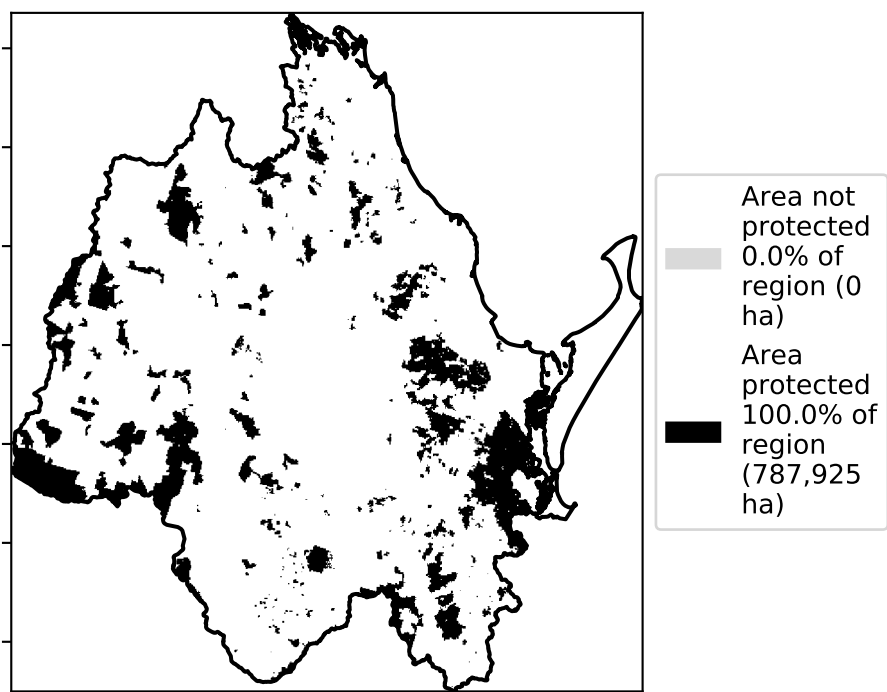 Area not
protected
0.0% of
region (0
ha)
Area
protected
100.0% of
region
(787,925
ha)